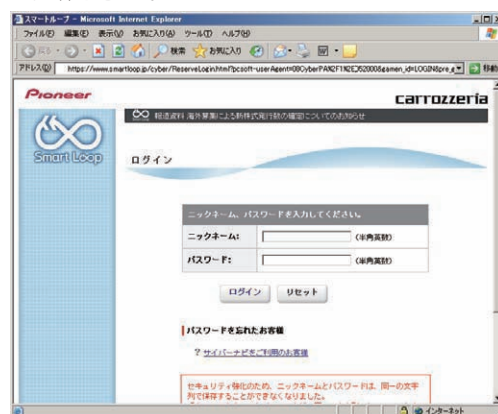 スマートループ - Microsoft Internet Explorer
ファイル(F) 編集(E) 表示(V) お気に入り(A) ツール(T) ヘルプ(H)
戻る 検索 お気に入り
アドレス(D) 移動
Pioneer
carrozzeria
Smart Loop
ログイン
ニックネーム、パスワードを入力してください。
ニックネーム: (半角英数)
パスワード: (半角英数)
ログイン リセット
パスワードを忘れたお客様
? サイバーナビをご利用のお客様
セキュリティ強化のため、ニックネームとパスワードは、同一の文字
列で保存することができなくなりました。
インターネット